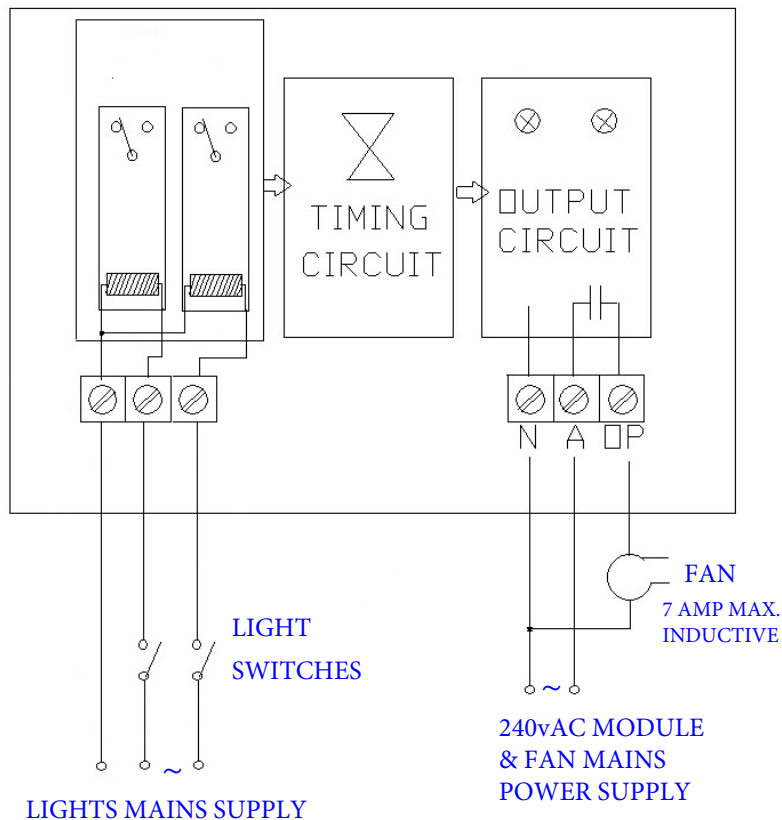 TIMING
CIRCUIT
OUTPUT
CIRCUIT
N A OP
LIGHT
SWITCHES
FAN
7 AMP MAX.
INDUCTIVE
~
~
240vAC MODULE
& FAN MAINS
POWER SUPPLY
LIGHTS MAINS SUPPLY